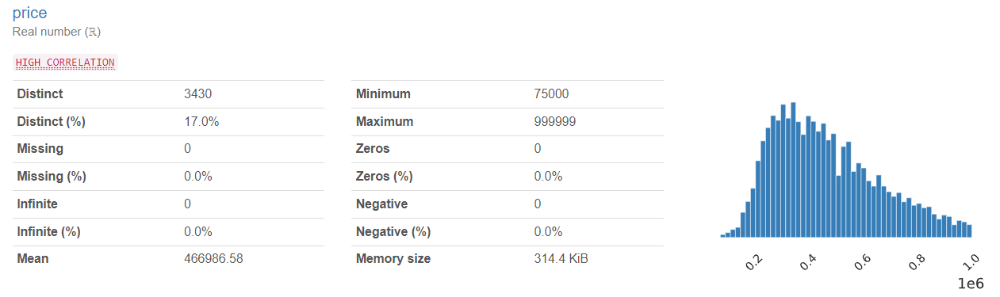 price
Real number (ℝ)
HIGH CORRELATION
Distinct 3430
Distinct (%) 17.0%
Missing 0
Missing (%) 0.0%
Infinite 0
Infinite (%) 0.0%
Mean 466986.58
Minimum 75000
Maximum 999999
Zeros 0
Zeros (%) 0.0%
Negative 0
Negative (%) 0.0%
Memory size 314.4 KiB
0.2 0.4 0.6 0.8 1.0
1e6